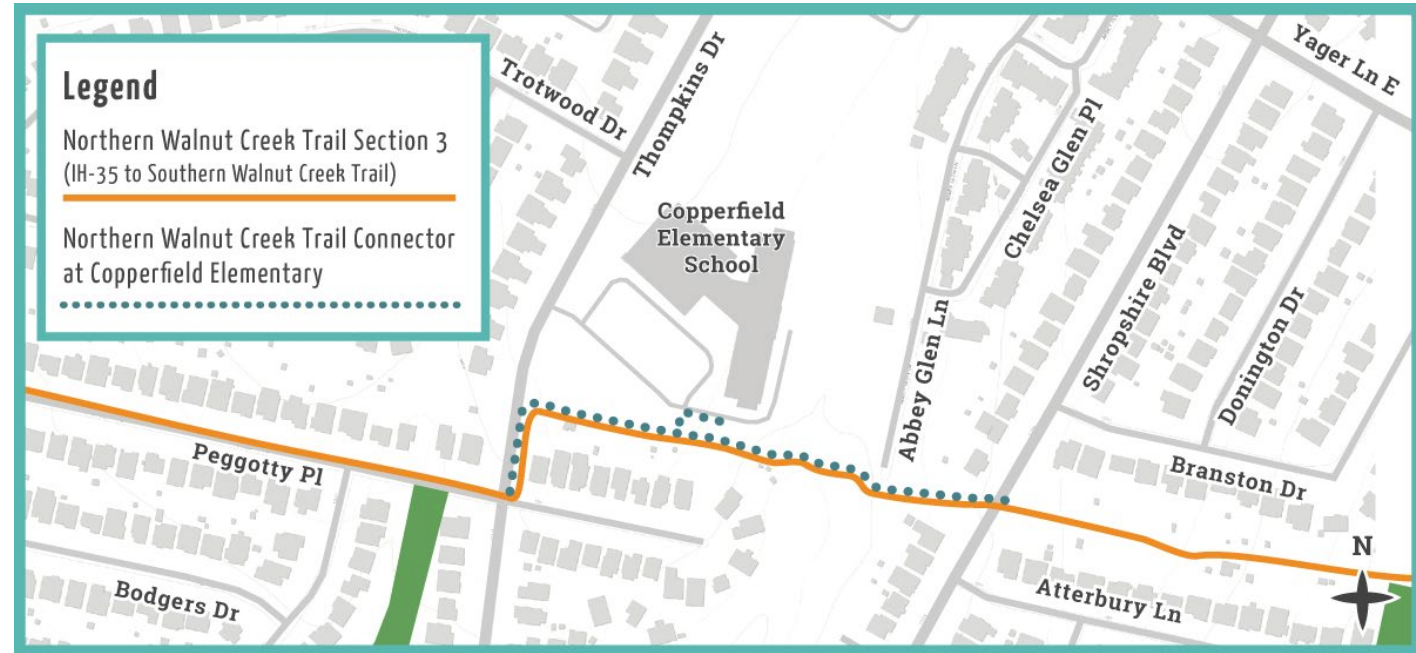 Legend
Northern Walnut Creek Trail Section 3
(IH-35 to Southern Walnut Creek Trail)
Northern Walnut Creek Trail Connector
at Copperfield Elementary
Trotwood Dr
Thompkins Dr
Copperfield
Elementary
School
Abbey Glen Ln
Chelsea Glen Pl
Shropshire Blvd
Yager Ln E
Donington Dr
Branston Dr
Peggotty Pl
Bodgers Dr
Atterbury Ln
N